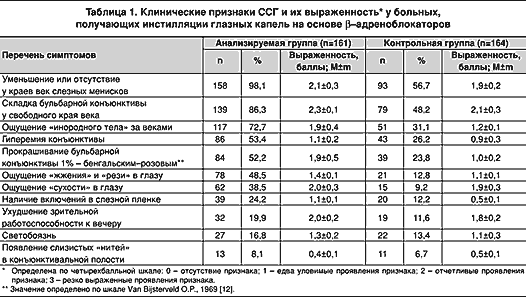 Таблица 1. Клинические признаки ССГ и их выраженность* у больных,
получающих инстилляции глазных капель на основе β–адреноблокаторов
Перечень симптомов
Анализируемая группа (n=161)
Контрольная группа (n=164)
n
%
Выраженность,
баллы; M±m
n
%
Выраженность,
баллы; M±m
Уменьшение или отсутствие
у краев век слезных менисков
158 98,1 2,1±0,3 93 56,7 1,9±0,2
Складка бульбарной конъюнктивы
у свободного края века
139 86,3 2,3±0,1 79 48,2 2,1±0,3
Ощущение «инородного тела» за веками 117 72,7 1,9±0,4 51 31,1 1,2±0,1
Гиперемия конъюнктивы 86 53,4 1,1±0,2 43 26,2 0,9±0,3
Прокрашивание бульбарной
конъюнктивы 1% – бенгальским–розовым**
84 52,2 1,9±0,5 39 23,8 1,0±0,2
Ощущение «жжения» и «рези» в глазу 78 48,5 1,4±0,1 21 12,8 1,1±0,1
Ощущение «сухости» в глазу 62 38,5 2,0±0,3 15 9,2 1,9±0,3
Наличие включений в слезной пленке 39 24,2 1,1±0,1 20 12,2 0,5±0,1
Ухудшение зрительной
работоспособности к вечеру
32 19,9 2,0±0,2 19 11,6 1,8±0,2
Светобоязнь 27 16,8 1,3±0,2 22 13,4 1,1±0,3
Появление слизистых «нитей»
в конъюнктивальной полости
13 8,1 0,4±0,1 11 6,7 0,5±0,1
* Определена по четырехбалльной шкале: 0 – отсутствие признака; 1 – едва уловимые проявления признака; 2 – отчетливые проявления
признака; 3 – резко выраженные проявления признака.
** Значение определено по шкале Van Bijsterveld O.P., 1969 [12].